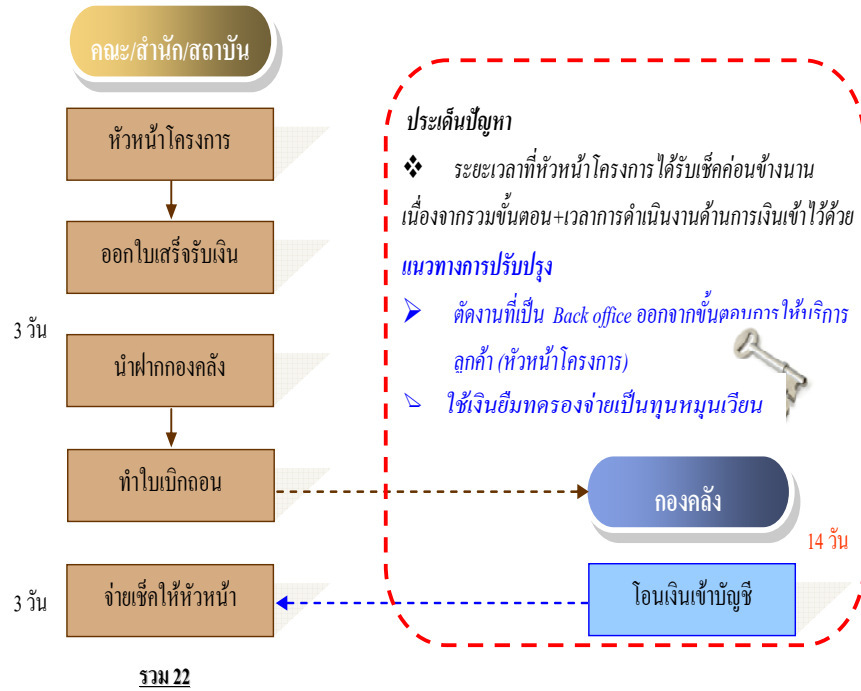 คณะ/สำนัก/สถาบัน
หัวหน้าโครงการ
ออกใบเสร็จรับเงิน
3 วัน
นำฝากกองคลัง
ทำใบเบิกถอน
3 วัน
จ่ายเช็คให้หัวหน้า
รวม 22
ประเด็นปัญหา
❖ ระยะเวลาที่หัวหน้าโครงการได้รับเช็คค่อนข้างนาน
เนื่องจากรวมขั้นตอน+เวลาการดำเนินงานด้านการเงินเข้าไว้ด้วย
แนวทางการปรับปรุง
➢ ตัดงานที่เป็น Back office ออกจากขั้นตอนการให้บริการ
ลูกค้า (หัวหน้าโครงการ)
➢ ใช้เงินยืมทดรองจ่ายเป็นทุนหมุนเวียน
กองคลัง
14 วัน
โอนเงินเข้าบัญชี